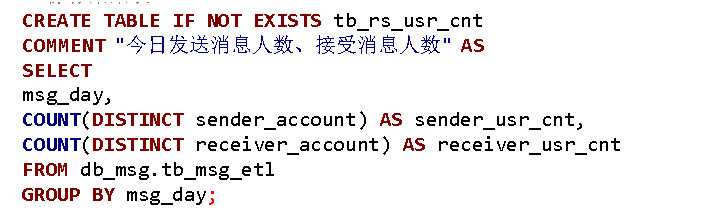 CREATE TABLE IF NOT EXISTS tb_rs_usr_cnt
COMMENT "今日发送消息人数、接受消息人数" AS
SELECT
msg_day,
COUNT(DISTINCT sender_account) AS sender_usr_cnt,
COUNT(DISTINCT receiver_account) AS receiver_usr_cnt
FROM db_msg.tb_msg_etl
GROUP BY msg_day;